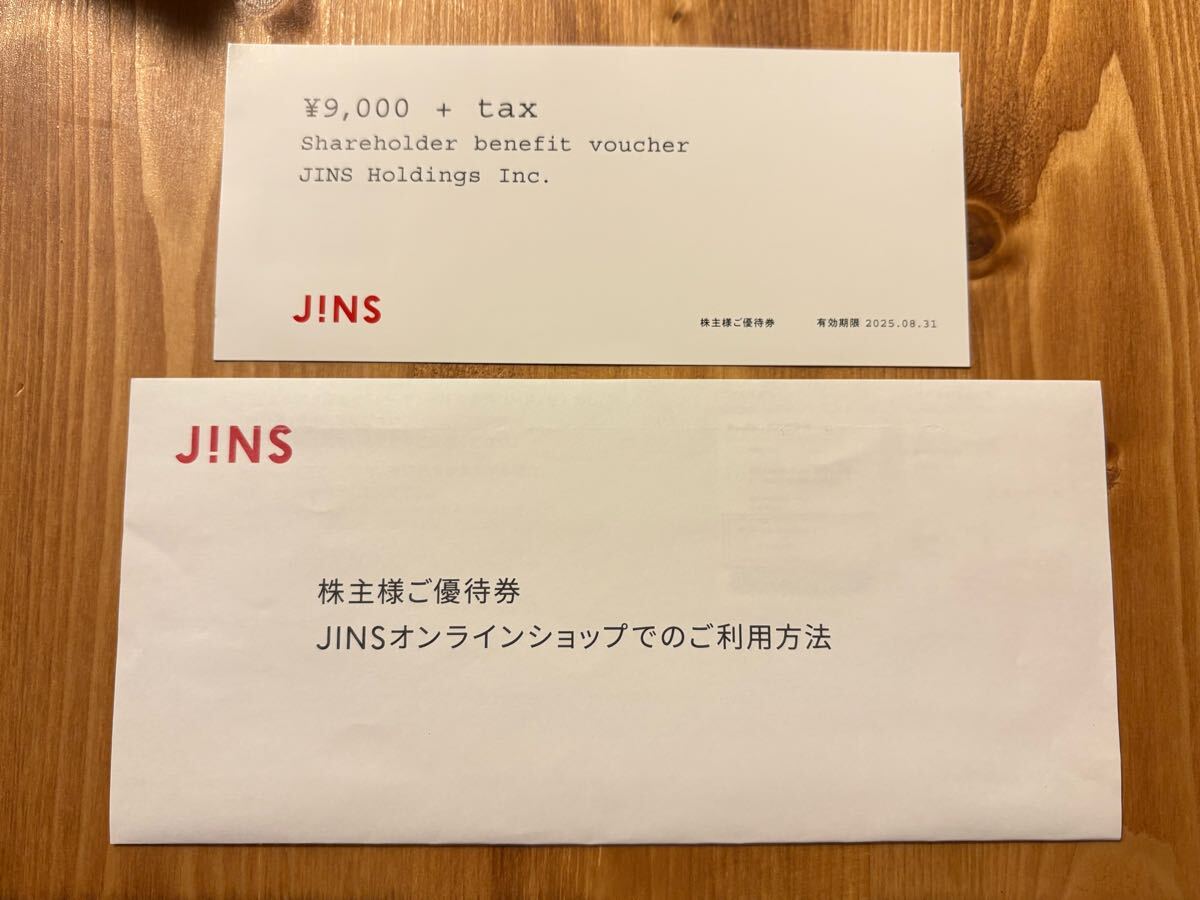 ¥9,000 + tax
Shareholder benefit voucher
JINS Holdings Inc.
J!NS
株主様ご優待券 有効期限 2025.08.31
J!NS
株主様ご優待券
JINSオンラインショップでのご利用方法